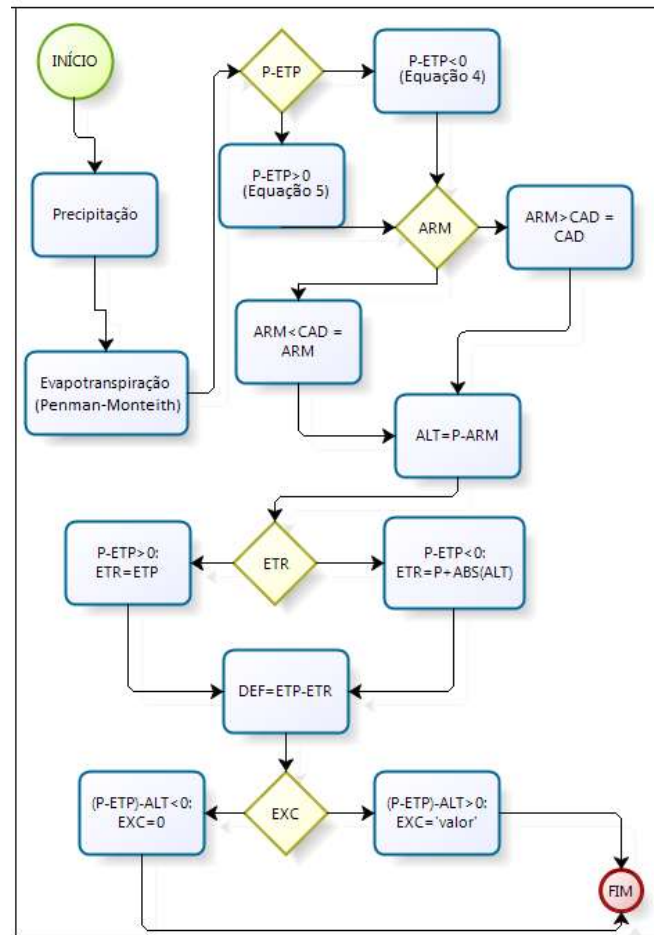 INÍCIO
Precipitação
Evapotranspiração
(Penman-Monteith)
P-ETP
P-ETP<0
(Equação 4)
P-ETP>0
(Equação 5)
ARM
ARM>CAD =
CAD
ARM<CAD =
ARM
ALT=P-ARM
ETR
P-ETP>0:
ETR=ETP
P-ETP<0:
ETR=P+ABS(ALT)
DEF=ETP-ETR
EXC
(P-ETP)-ALT<0:
EXC=0
(P-ETP)-ALT>0:
EXC='valor'
FIM